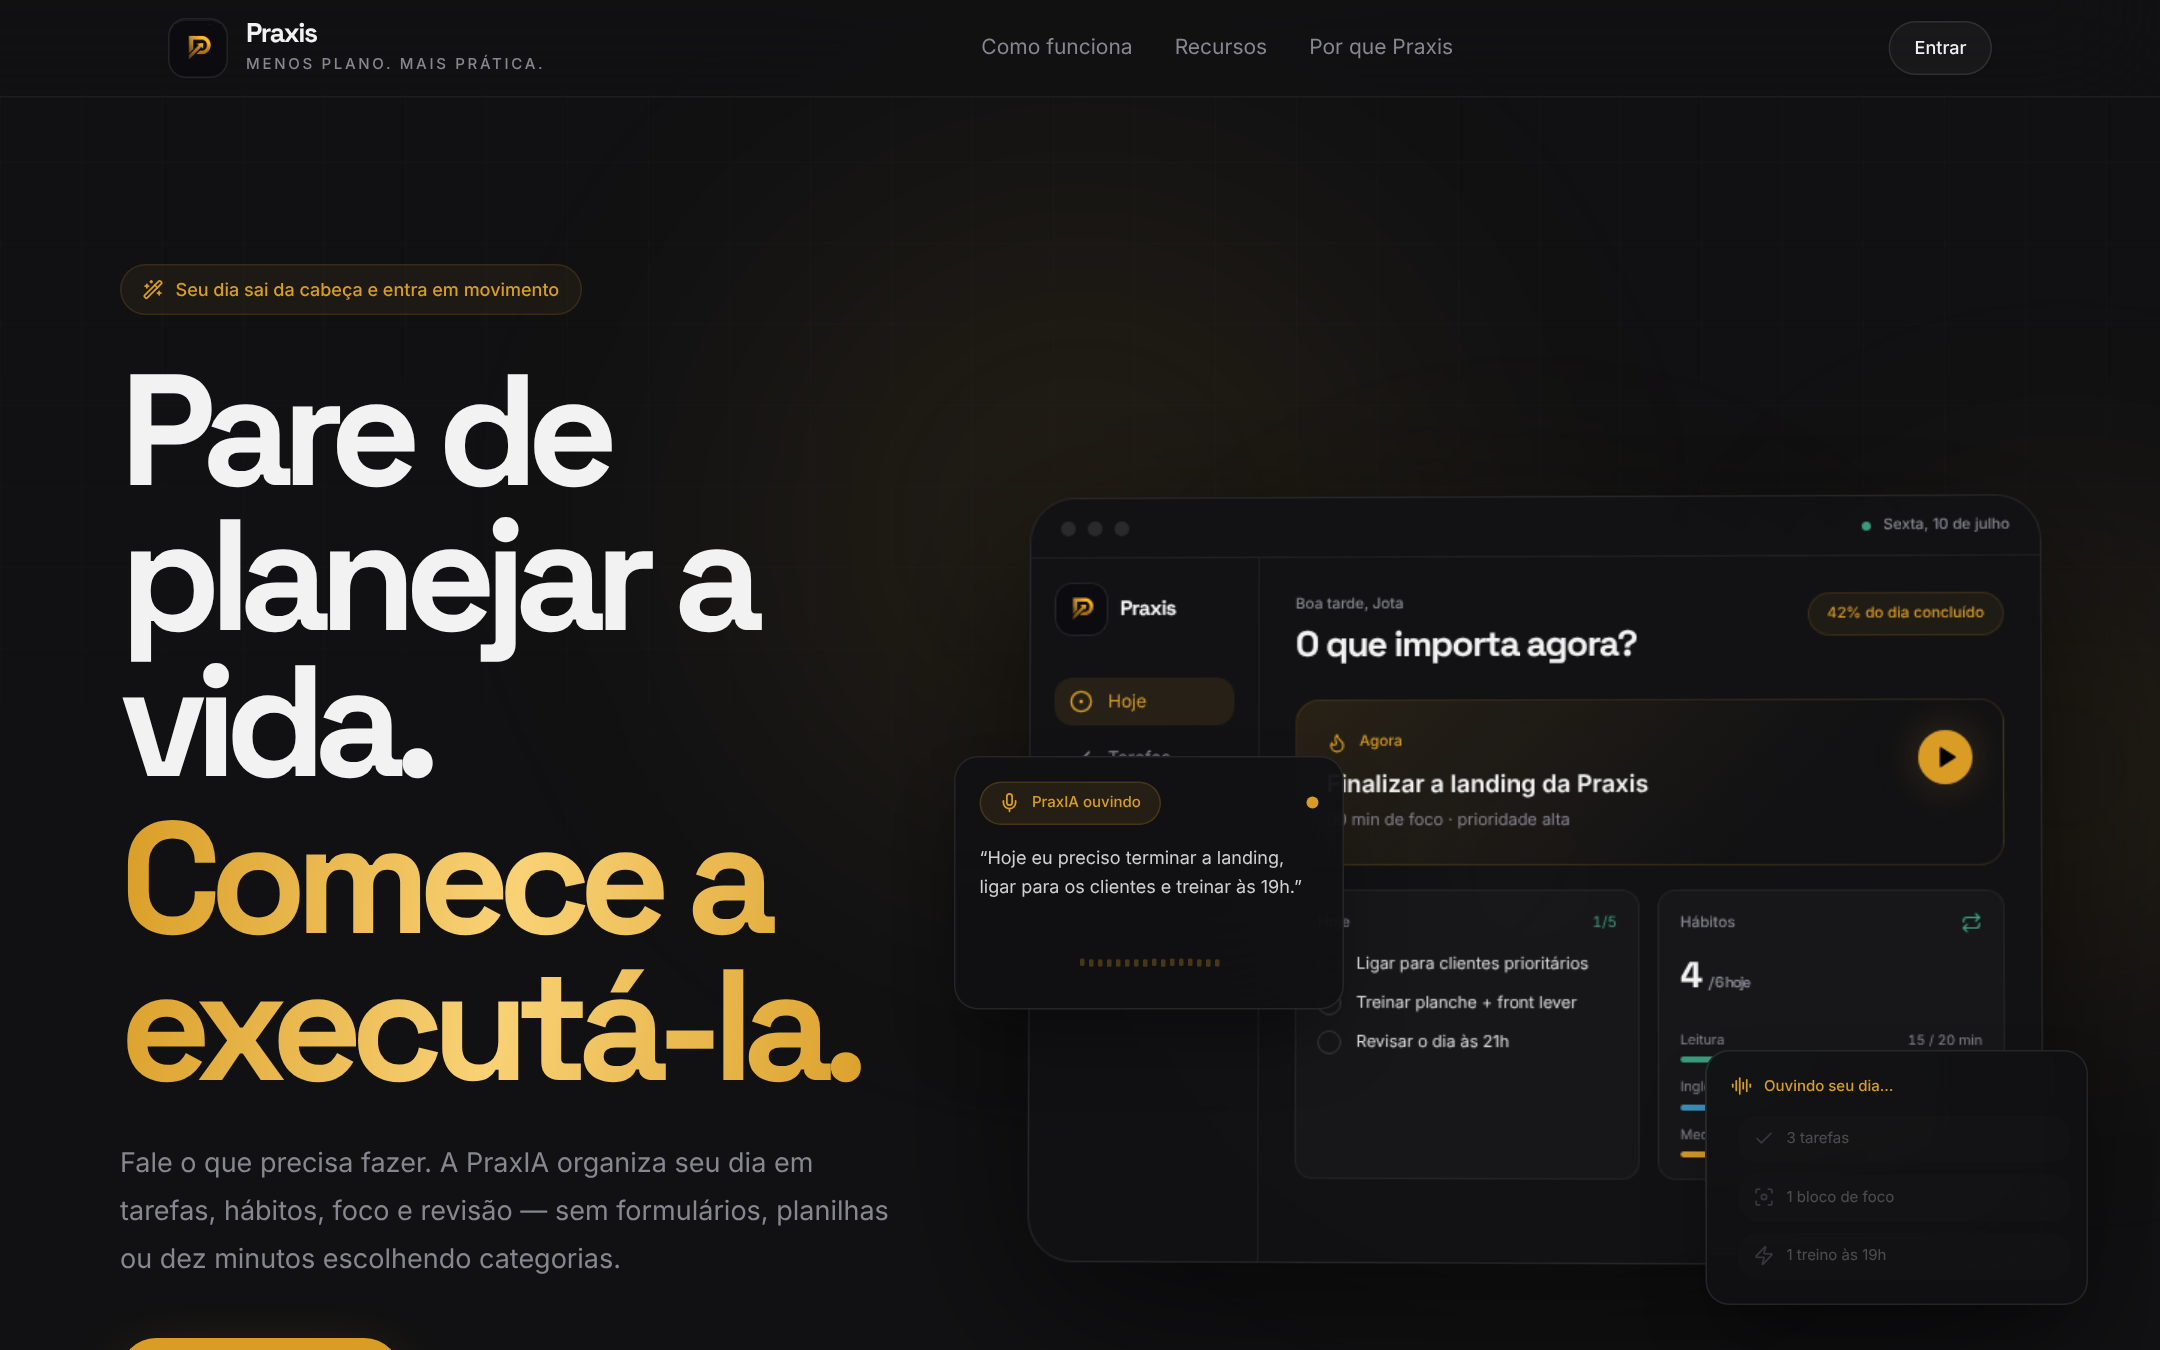 Praxis
MENOS PLANO. MAIS PRÁTICA.
Como funciona
Recursos
Por que Praxis
Entrar
Seu dia sai da cabeça e entra em movimento
Pare de
planejar a
vida.
Comece a
executá-la.
Fale o que precisa fazer. A PraxIA organiza seu dia em
tarefas, hábitos, foco e revisão — sem formulários, planilhas
ou dez minutos escolhendo categorias.
Sexta, 10 de julho
Praxis
Hoje
Boa tarde, Jota
O que importa agora?
42% do dia concluído
Agora
Finalizar a landing da Praxis
min de foco · prioridade alta
PraxIA ouvindo
“Hoje eu preciso terminar a landing,
ligar para os clientes e treinar às 19h.”
1/5
Ligar para clientes prioritários
Treinar planche + front lever
Revisar o dia às 21h
Hábitos
4 /6hoje
Leitura
15 / 20 min
Ouvindo seu dia...
3 tarefas
1 bloco de foco
1 treino às 19h